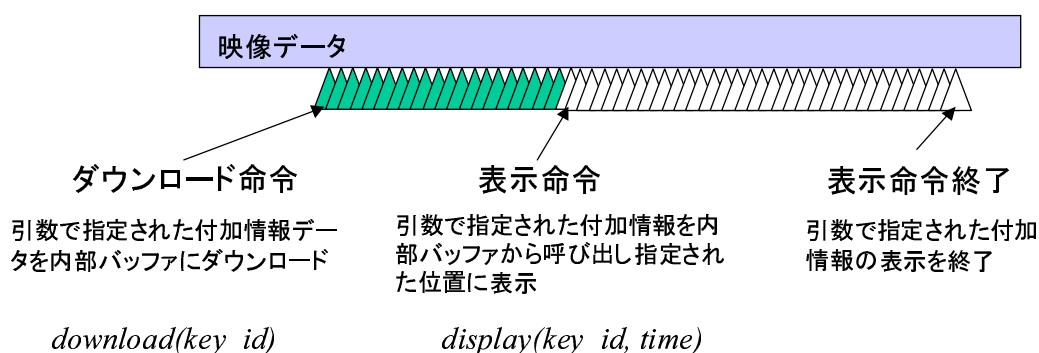 映像データ
ダウンロード命令
引数で指定された付加情報デー
タを内部バッファにダウンロード
download(key_id)
表示命令
引数で指定された付加情報を内
部バッファから呼び出し指定され
た位置に表示
display(key_id, time)
表示命令終了
引数で指定された付加
情報の表示を終了